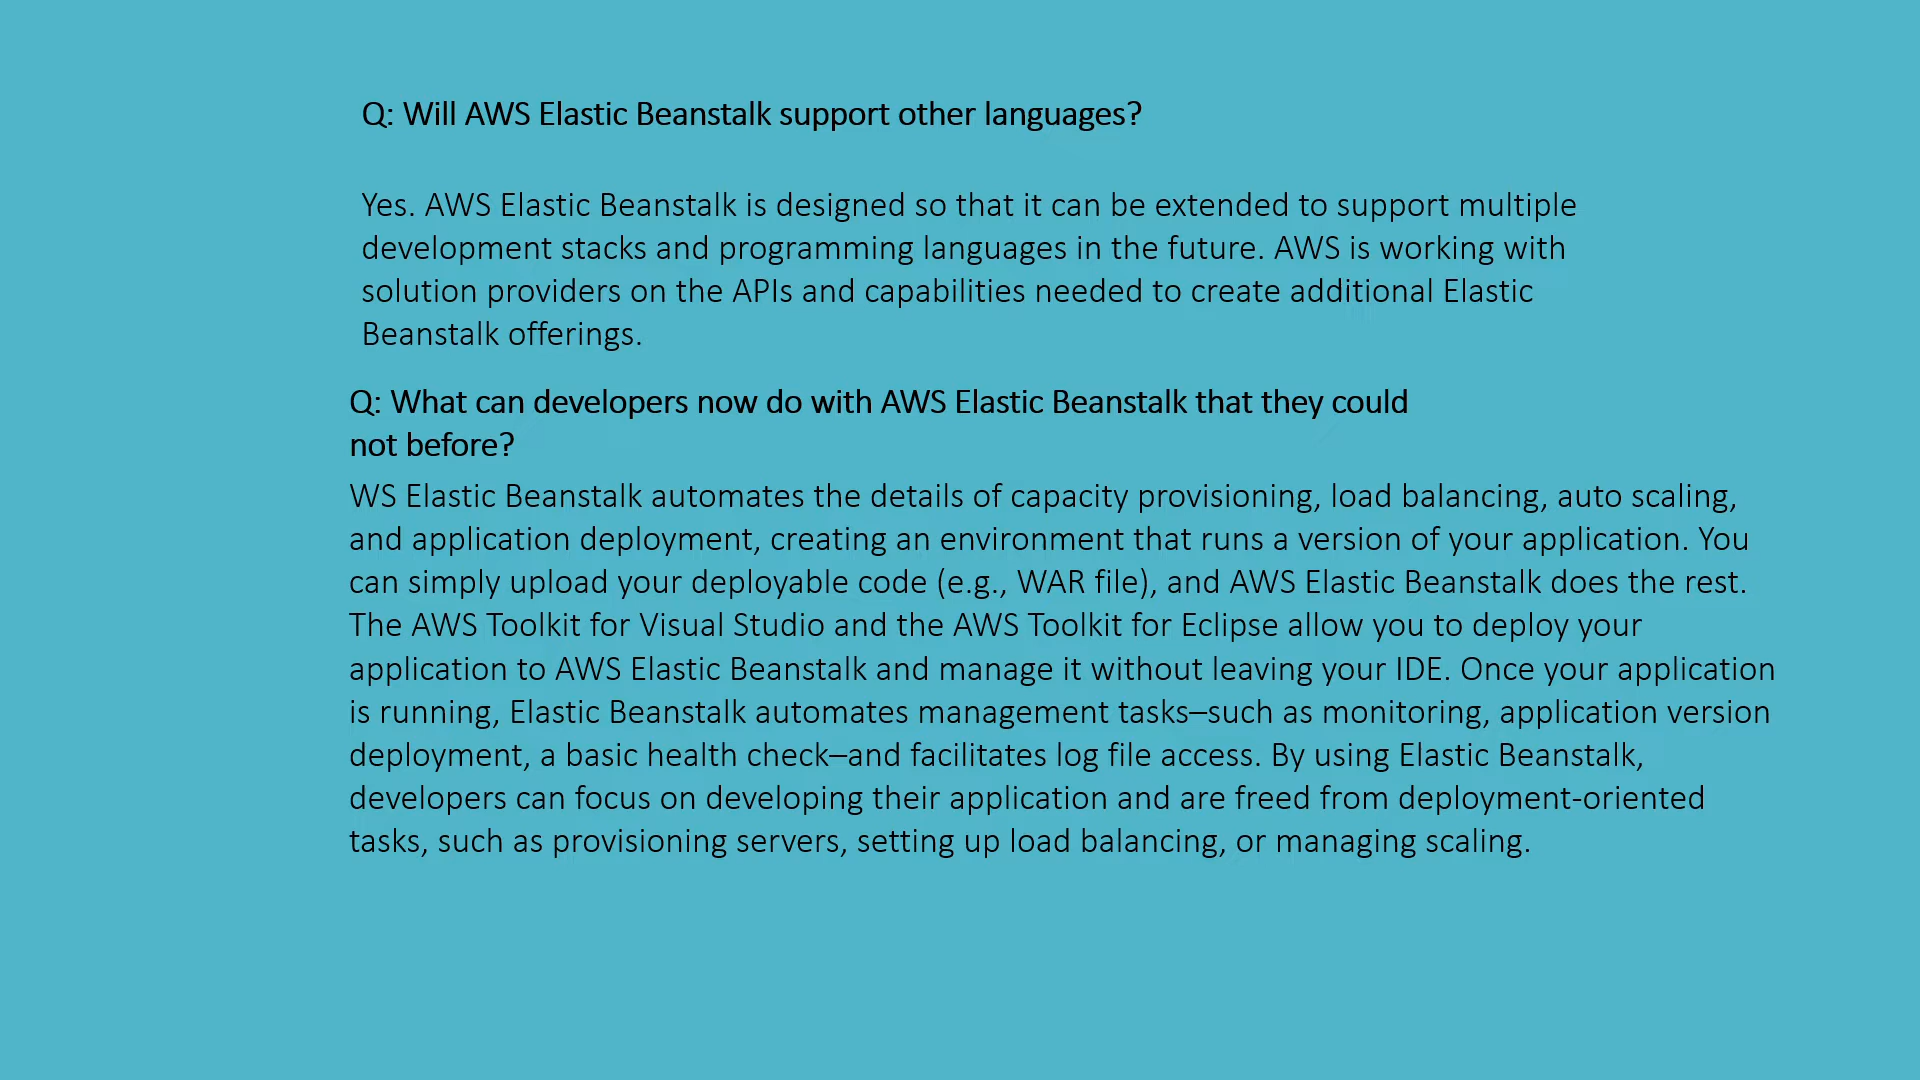 Q: Will AWS Elastic Beanstalk support other languages?
Yes. AWS Elastic Beanstalk is designed so that it can be extended to support multiple
development stacks and programming languages in the future. AWS is working with
solution providers on the APIs and capabilities needed to create additional Elastic
Beanstalk offerings.
Q: What can developers now do with AWS Elastic Beanstalk that they could
not before?
WS Elastic Beanstalk automates the details of capacity provisioning, load balancing, auto scaling,
and application deployment, creating an environment that runs a version of your application. You
can simply upload your deployable code (e.g., WAR file), and AWS Elastic Beanstalk does the rest.
The AWS Toolkit for Visual Studio and the AWS Toolkit for Eclipse allow you to deploy your
application to AWS Elastic Beanstalk and manage it without leaving your IDE. Once your application
is running, Elastic Beanstalk automates management tasks–such as monitoring, application version
deployment, a basic health check–and facilitates log file access. By using Elastic Beanstalk,
developers can focus on developing their application and are freed from deployment-oriented
tasks, such as provisioning servers, setting up load balancing, or managing scaling.